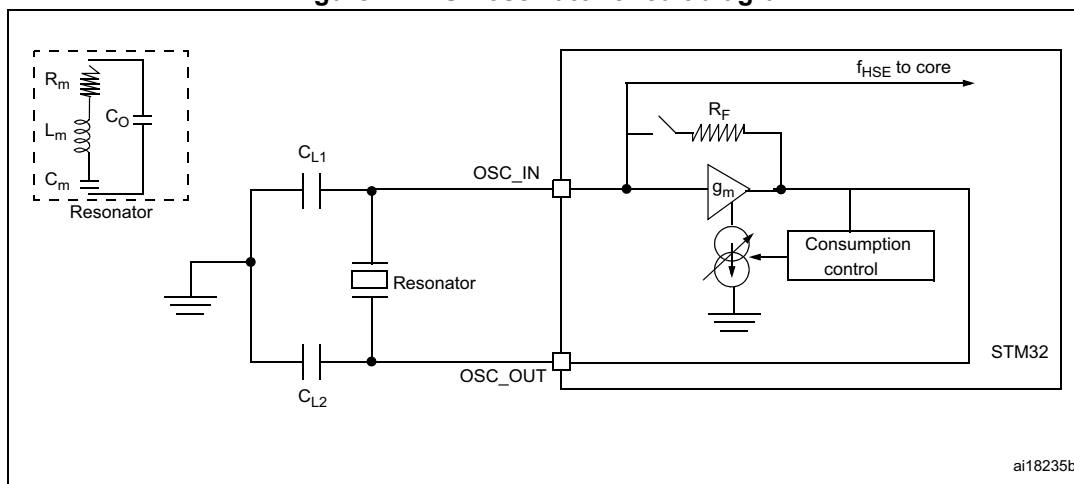 R_m
L_m
C_O
C_m
Resonator
C_L1
C_L2
Resonator
OSC_IN
OSC_OUT
f_HSE to core
R_F
g_m
Consumption
control
STM32
ai18235b